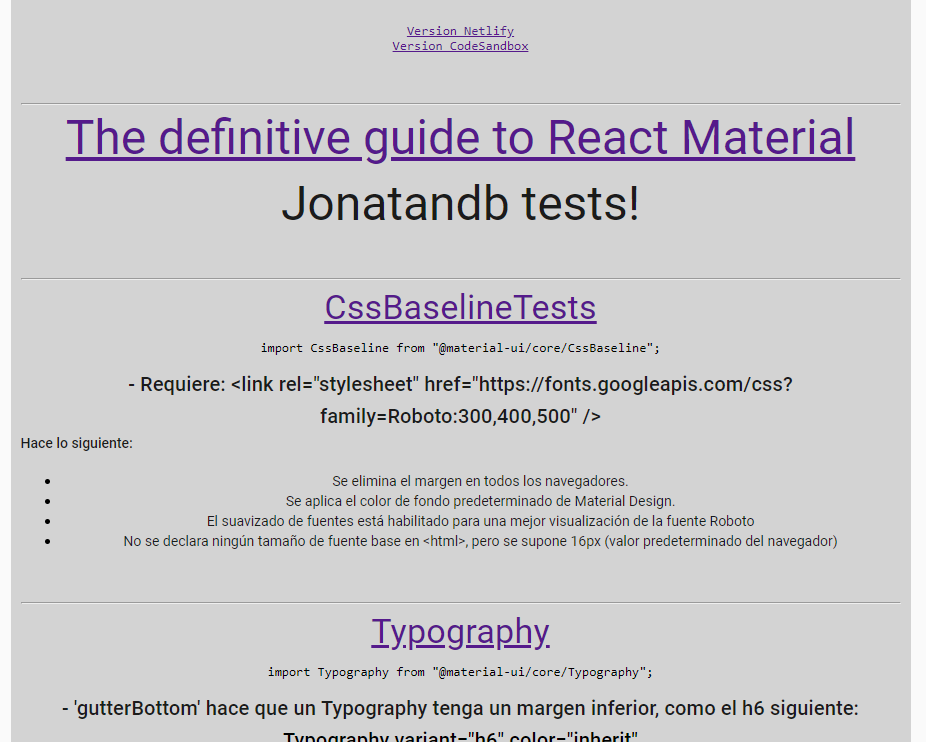 Version Netlify
Version CodeSandbox
The definitive guide to React Material
Jonatandb tests!
CssBaselineTests
import CssBaseline from "@material-ui/core/CssBaseline";
- Requiere: <link rel="stylesheet" href="https://fonts.googleapis.com/css?
family=Roboto:300,400,500" />
Hace lo siguiente:
Se elimina el margen en todos los navegadores.
Se aplica el color de fondo predeterminado de Material Design.
El suavizado de fuentes está habilitado para una mejor visualización de la fuente Roboto
No se declara ningún tamaño de fuente base en <html>, pero se supone 16px (valor predeterminado del navegador)
Typography
import Typography from "@material-ui/core/Typography";
- 'gutterBottom' hace que un Typography tenga un margen inferior, como el h6 siguiente:
Typography variant="h6" color="inherit"